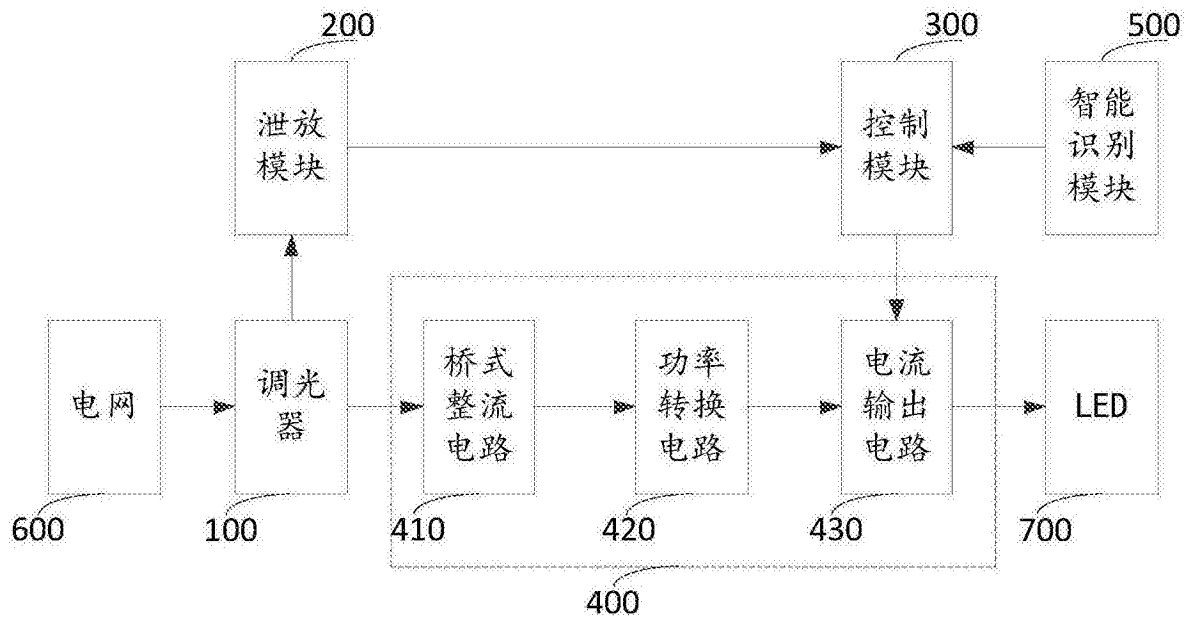 200
300
500
泄放
模块
控制
模块
智能
识别
模块
电网
调光
器
桥式
整流
电路
功率
转换
电路
电流
输出
电路
LED
600
100
410
420
430
700
400